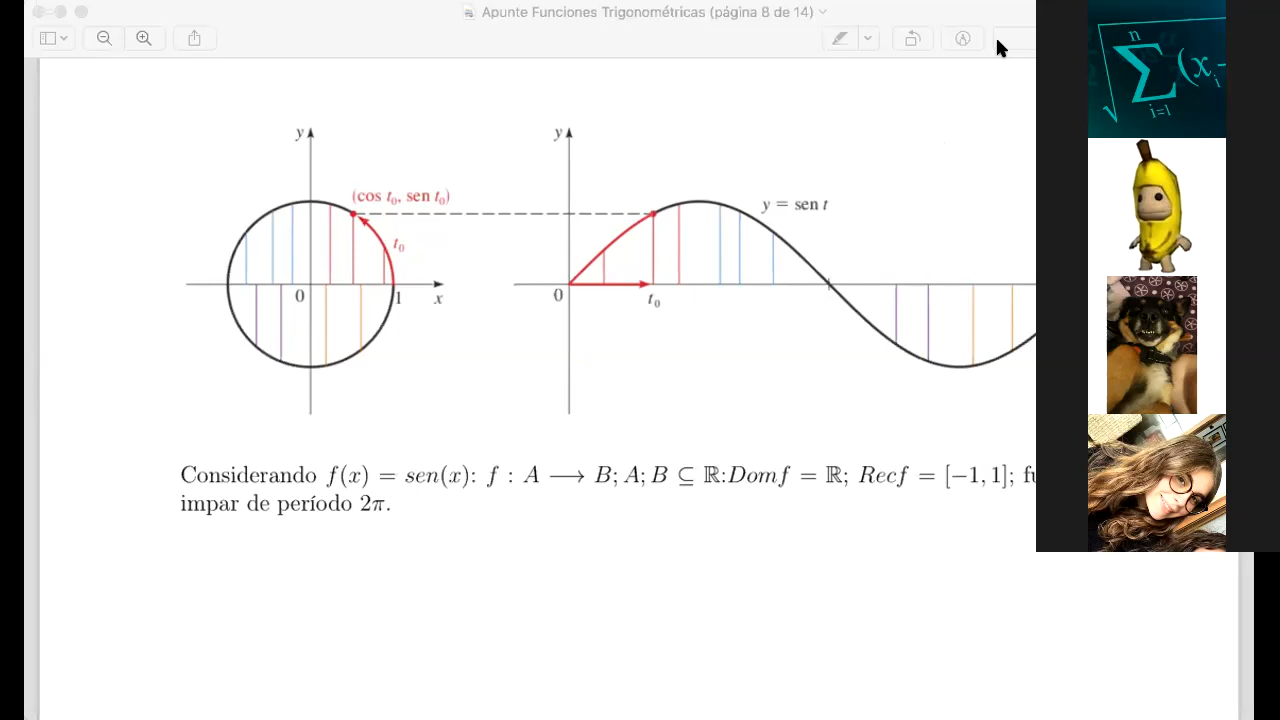 Apunte Funciones Trigonométricas (página 8 de 14)
n
√∑(x_i -
i=1
y
y
(cos t₀, sen t₀)
y = sen t
t₀
0
1
x
0
t₀
Considerando f(x) = sen(x): f : A ⟶ B; A; B ⊆ ℝ:Domf = ℝ; Recf = [−1, 1];
impar de período 2π.